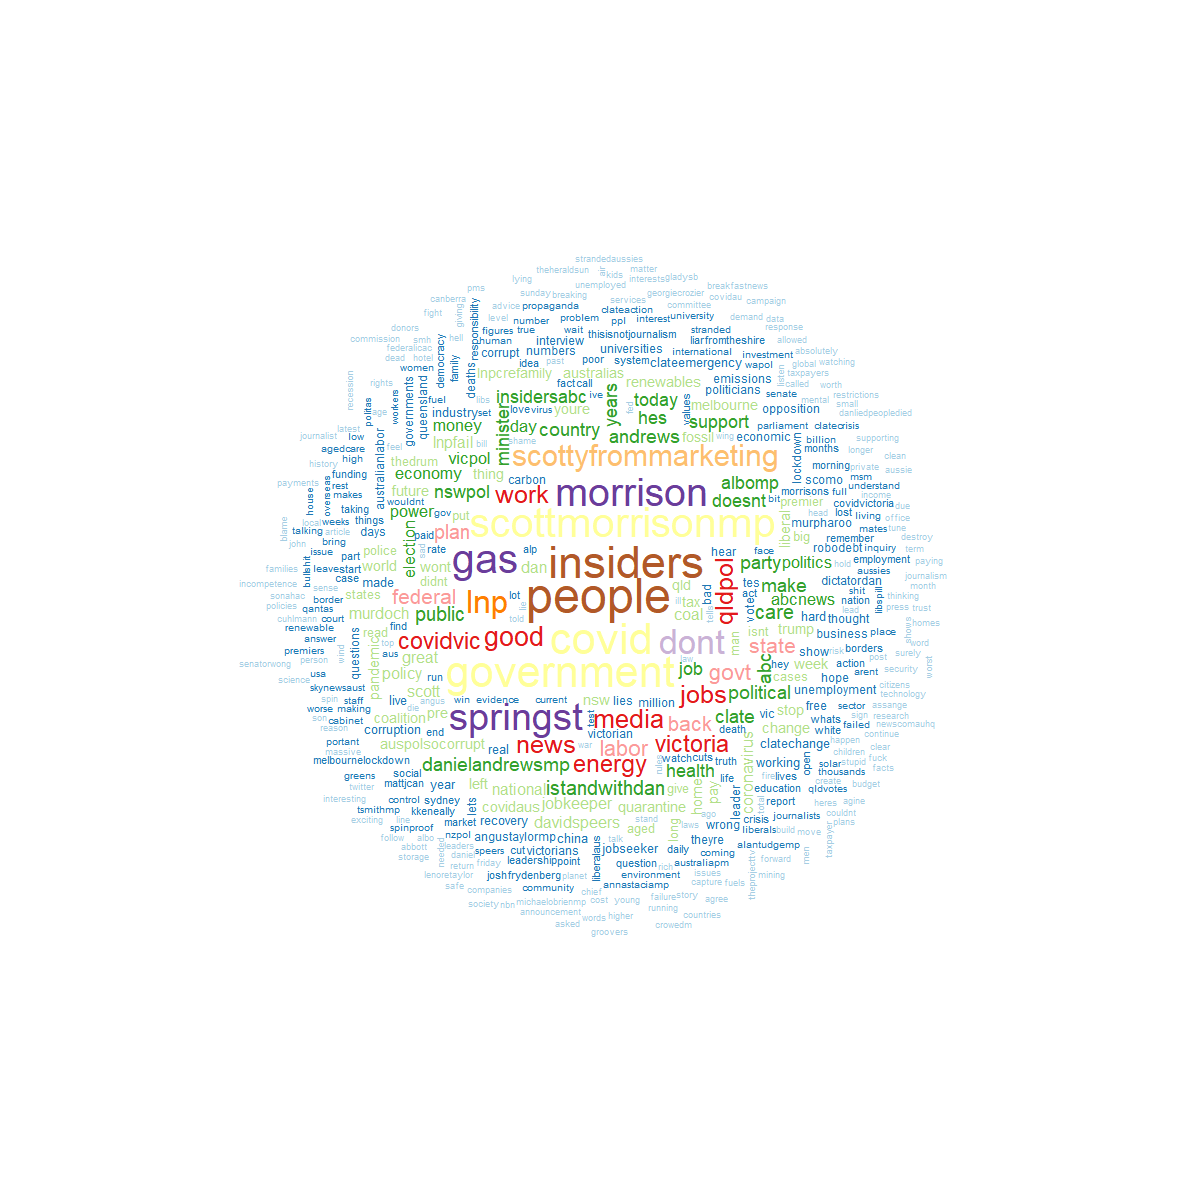 strandedaussies
theheraldsun air kids matter
lying unemployed interests gladysb
pms sunday breaking georgiecrozier breakfastnews
canberra advice propaganda clateaction services committee covidau campaign
fight giving level number problem ppl interest university demand data
donors responsibility figures true wait thisisnotjournalism stranded response
commission smh hell human interview liarfromtheshire allowed
federalicac democracy corrupt numbers universities international investment absolutely
dead hotel family idea past poor system clateemergency wapol listen global watching
women deaths lnpcrefamily australias renewables emissions taxpayers
recession rights governments queensland fuel libs insidersabc factcall ive fed values politicians senate called worth
politas workers industry set love virus years today hes melbourne opposition mental restrictions small
age money lnpfail youre minister day country support parliament danliedpeopledied
latest australianlabor bill shame andrews fossil wing economic clatecrisis
journalist low feel vicpol scottyfrommarketing lockdown billion supporting
agedcare thedrum thing months longer
history high economy carbon albomp morning private clean
funding future nswpol work morrison doesnt bit scomo msm aussie
payments rest wouldnt premier morrisons full understand
house overseas makes taking power gov put scottmorrisonmp liberal head covidvictoria income due
local weeks things big murpharoo lost living office
blame talking article days election paid plan hard remember mates tune
john bring police sad rate gas alp insiders hear face party politics robodebt inquiry destroy
issue part world wont dan tes hold employment term
families bullshit leave start didnt qld act make dictatordan aussies journalism
incompetence sense case made federal lnp lot people bad qldpol votes shit thinking
sonahac states lie tax abcnews nation libspill
policies qantas murdoch public told coal tells care lead press trust
cuhlmann court find covidvic good covid dont man isnt trump hard thought shows homes
renewable read law state business place word
answer questions top show risk borders
premiers great aus
senatorwong person wind pandemic policy run government job govt abc hey week action post surely
usa cases arent security worst
science scott angus jobs hope citizens
skynewsaust live win evidence current nsw lies million political unemployment technology
spin staff die
worse making coalition pre springst test media back clate vic stop free sector assange
son cabinet victorian death change whats sign research
reason corruption end white newscomauhq
portant auspolsocorrupt real news war labor victoria clatechange happen continue
massive coronavirus open children clear
melbournelockdown danielandrewsmp energy rules watch cuts truth working solar stupid fuck
greens social health life fire lives thousands facts
twitter mattjcan year left national istandwithdan give home pay education create budget
interesting control sydney lets covidaus jobkeeper quarantine leader total report qldvotes
tsmithmp kkeneally ago heres agine
exciting line market recovery davidspeers stand aged long laws wrong crisis journalists couldnt
spinproof nzpol liberals build move plans
follow albo angustaylormp china talk theyre alantudgemp taxpayer
abbott leaders speers cut victorians liberalaus jobseeker daily coming
storage needed daniel leadership point question rich australiapm forward men
lenoretaylor return friday environment issues theprojecttv
safe joshfrydenberg planet capture fuels mining
companies community chief annastaciamp
society nbn michaelobrienmp cost young failure story agree
announcement words higher running countries
asked crowedm
groovers